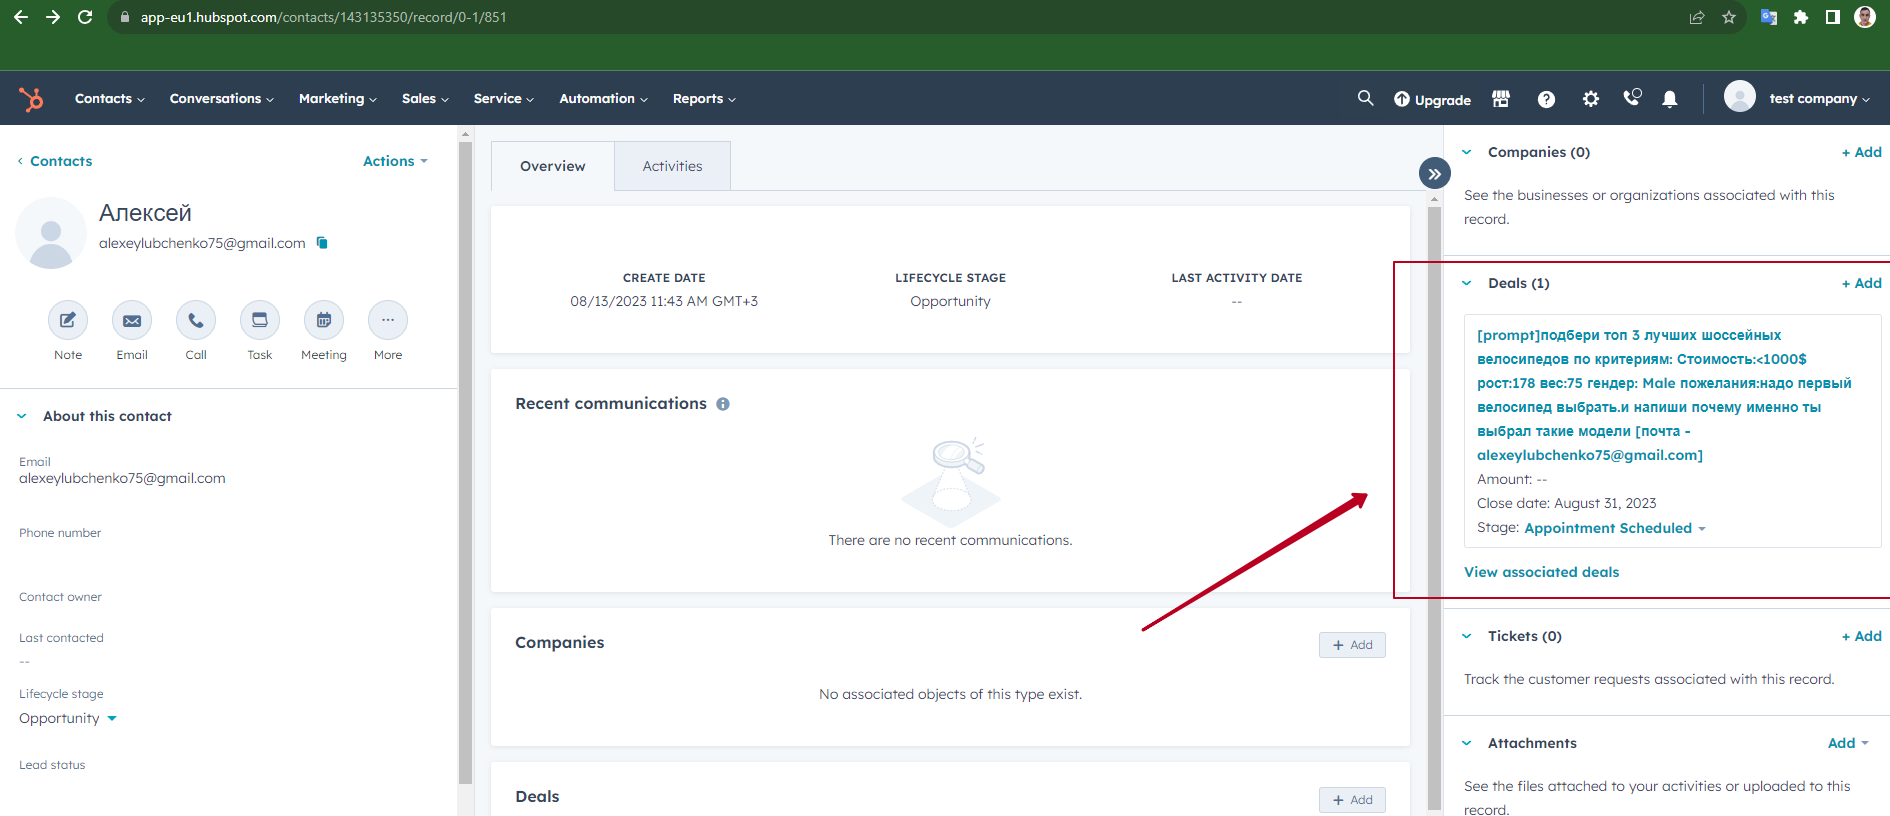 app-eu1.hubspot.com/contacts/143135350/record/0-1/851
Contacts
Conversations
Marketing
Sales
Service
Automation
Reports
Upgrade
test company
Contacts
Actions
Алексей
alexeylubchenko75@gmail.com
Note
Email
Call
Task
Meeting
More
About this contact
Email
alexeylubchenko75@gmail.com
Phone number
Contact owner
Last contacted
--
Lifecycle stage
Opportunity
Lead status
Overview
Activities
CREATE DATE
08/13/2023 11:43 AM GMT+3
LIFECYCLE STAGE
Opportunity
LAST ACTIVITY DATE
--
Recent communications
There are no recent communications.
Companies
+ Add
No associated objects of this type exist.
Deals
+ Add
Companies (0)
+ Add
See the businesses or organizations associated with this
record.
Deals (1)
+ Add
[prompt]подбери топ 3 лучших шоссейных
велосипедов по критериям: Стоимость:<1000$
рост:178 вес:75 гендер: Male пожелания:надо первый
велосипед выбрать.и напиши почему именно ты
выбрал такие модели [почта -
alexeylubchenko75@gmail.com]
Amount: --
Close date: August 31, 2023
Stage: Appointment Scheduled
View associated deals
Tickets (0)
+ Add
Track the customer requests associated with this record.
Attachments
Add
See the files attached to your activities or uploaded to this
record.